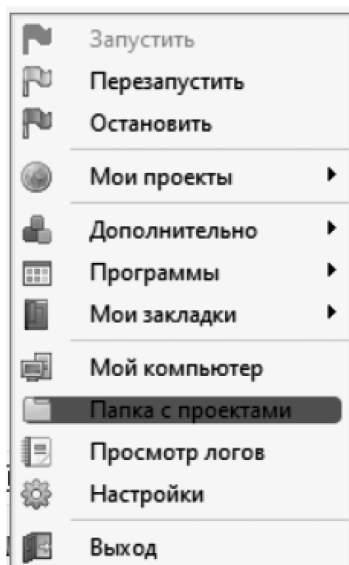 Запустить
Перезапустить
Остановить
Мои проекты
Дополнительно
Программы
Мои закладки
Мой компьютер
Папка с проектами
Просмотр логов
Настройки
Выход